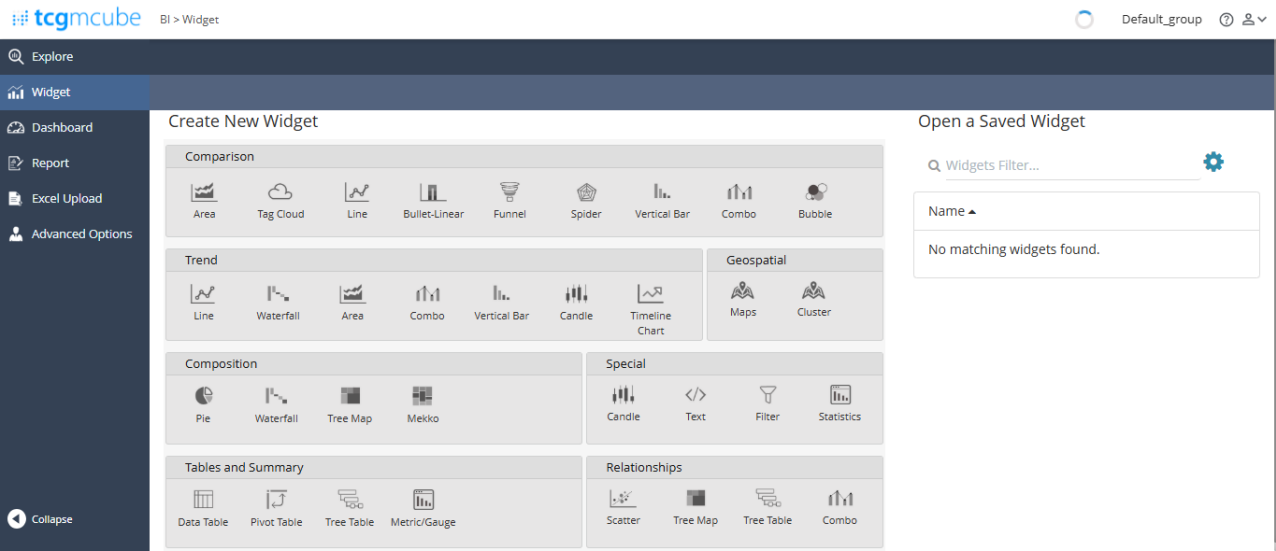 tcgmcube
BI > Widget
Default_group
Explore
Widget
Dashboard
Report
Excel Upload
Advanced Options
Collapse
Create New Widget
Comparison
Area
Tag Cloud
Line
Bullet-Linear
Funnel
Spider
Vertical Bar
Combo
Bubble
Trend
Line
Waterfall
Area
Combo
Vertical Bar
Candle
Timeline
Chart
Geospatial
Maps
Cluster
Composition
Pie
Waterfall
Tree Map
Mekko
Special
Candle
Text
Filter
Statistics
Tables and Summary
Data Table
Pivot Table
Tree Table
Metric/Gauge
Relationships
Scatter
Tree Map
Tree Table
Combo
Open a Saved Widget
Widgets Filter...
Name
No matching widgets found.